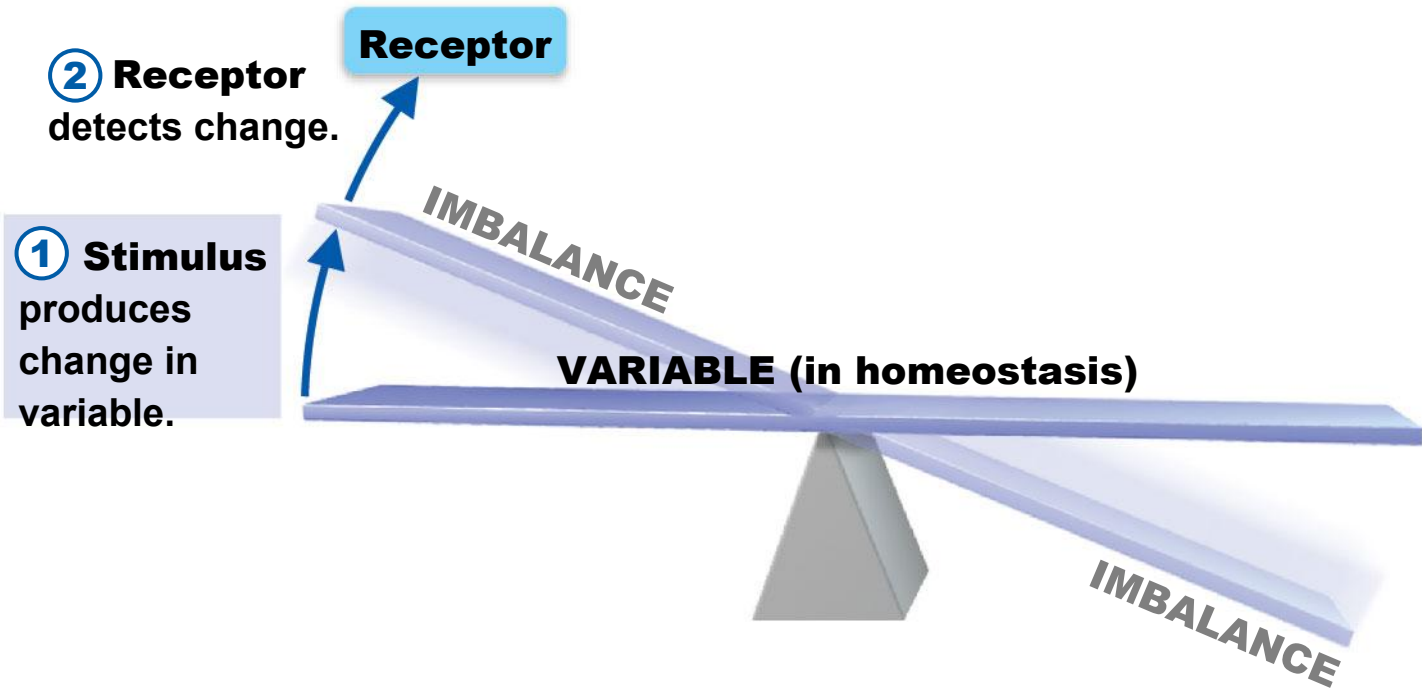 Receptor
2 Receptor
detects change.
IMBALANCE
1 Stimulus
produces
change in
variable.
VARIABLE (in homeostasis)
IMBALANCE